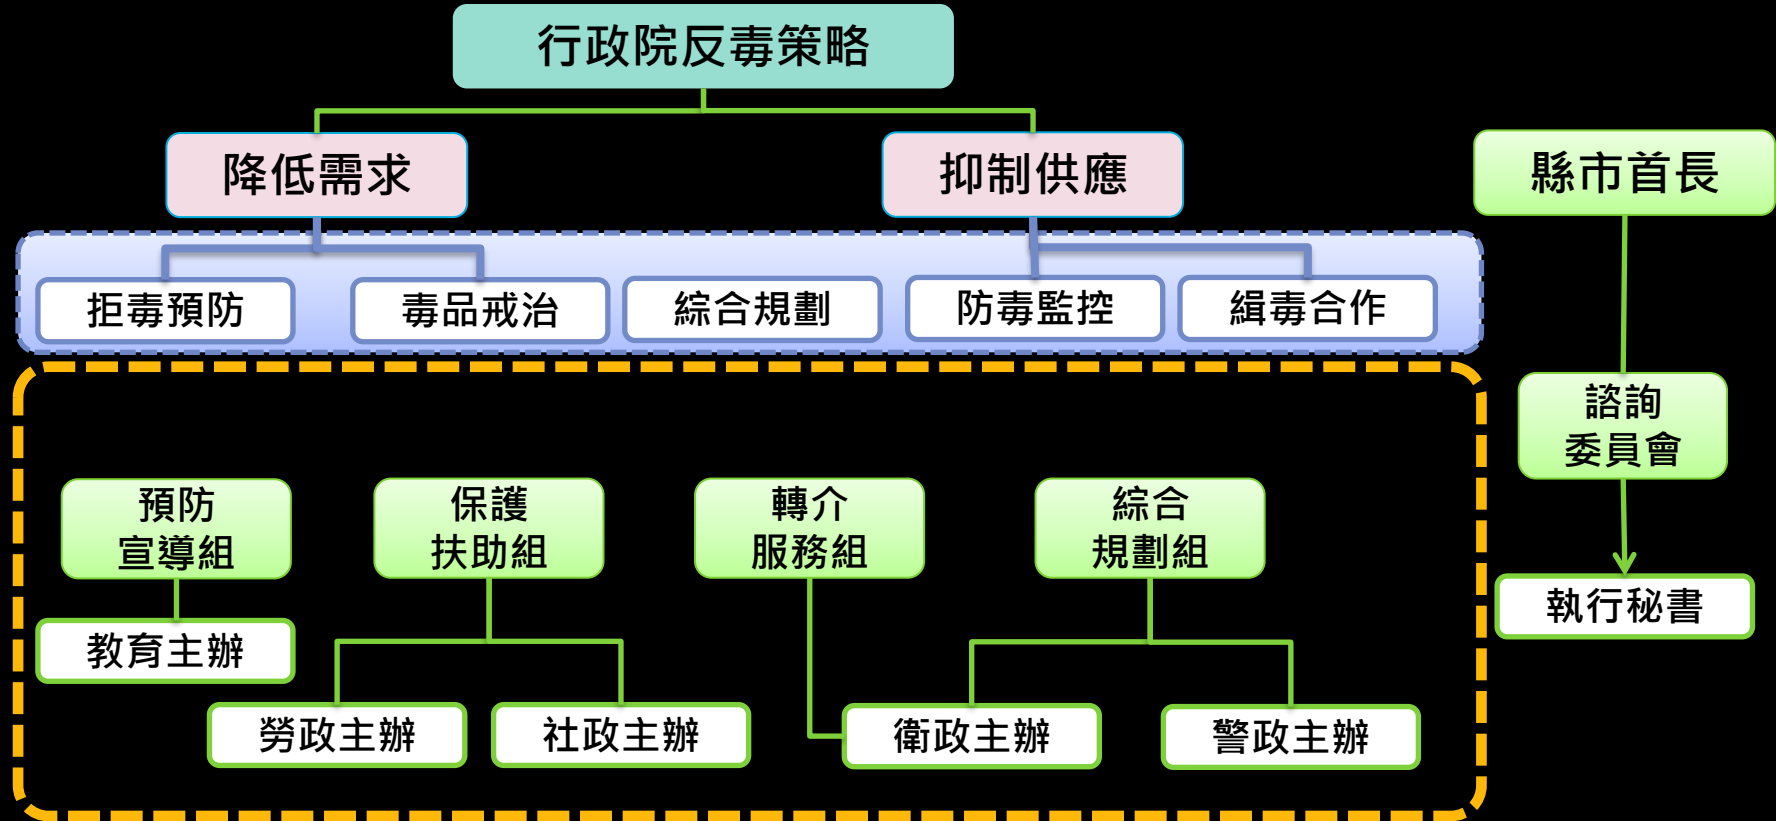 行政院反毒策略
降低需求
抑制供應
縣市首長
拒毒預防
毒品戒治
綜合規劃
防毒監控
緝毒合作
諮詢
委員會
預防
宣導組
保護
扶助組
轉介
服務組
綜合
規劃組
執行秘書
教育主辦
勞政主辦
社政主辦
衛政主辦
警政主辦